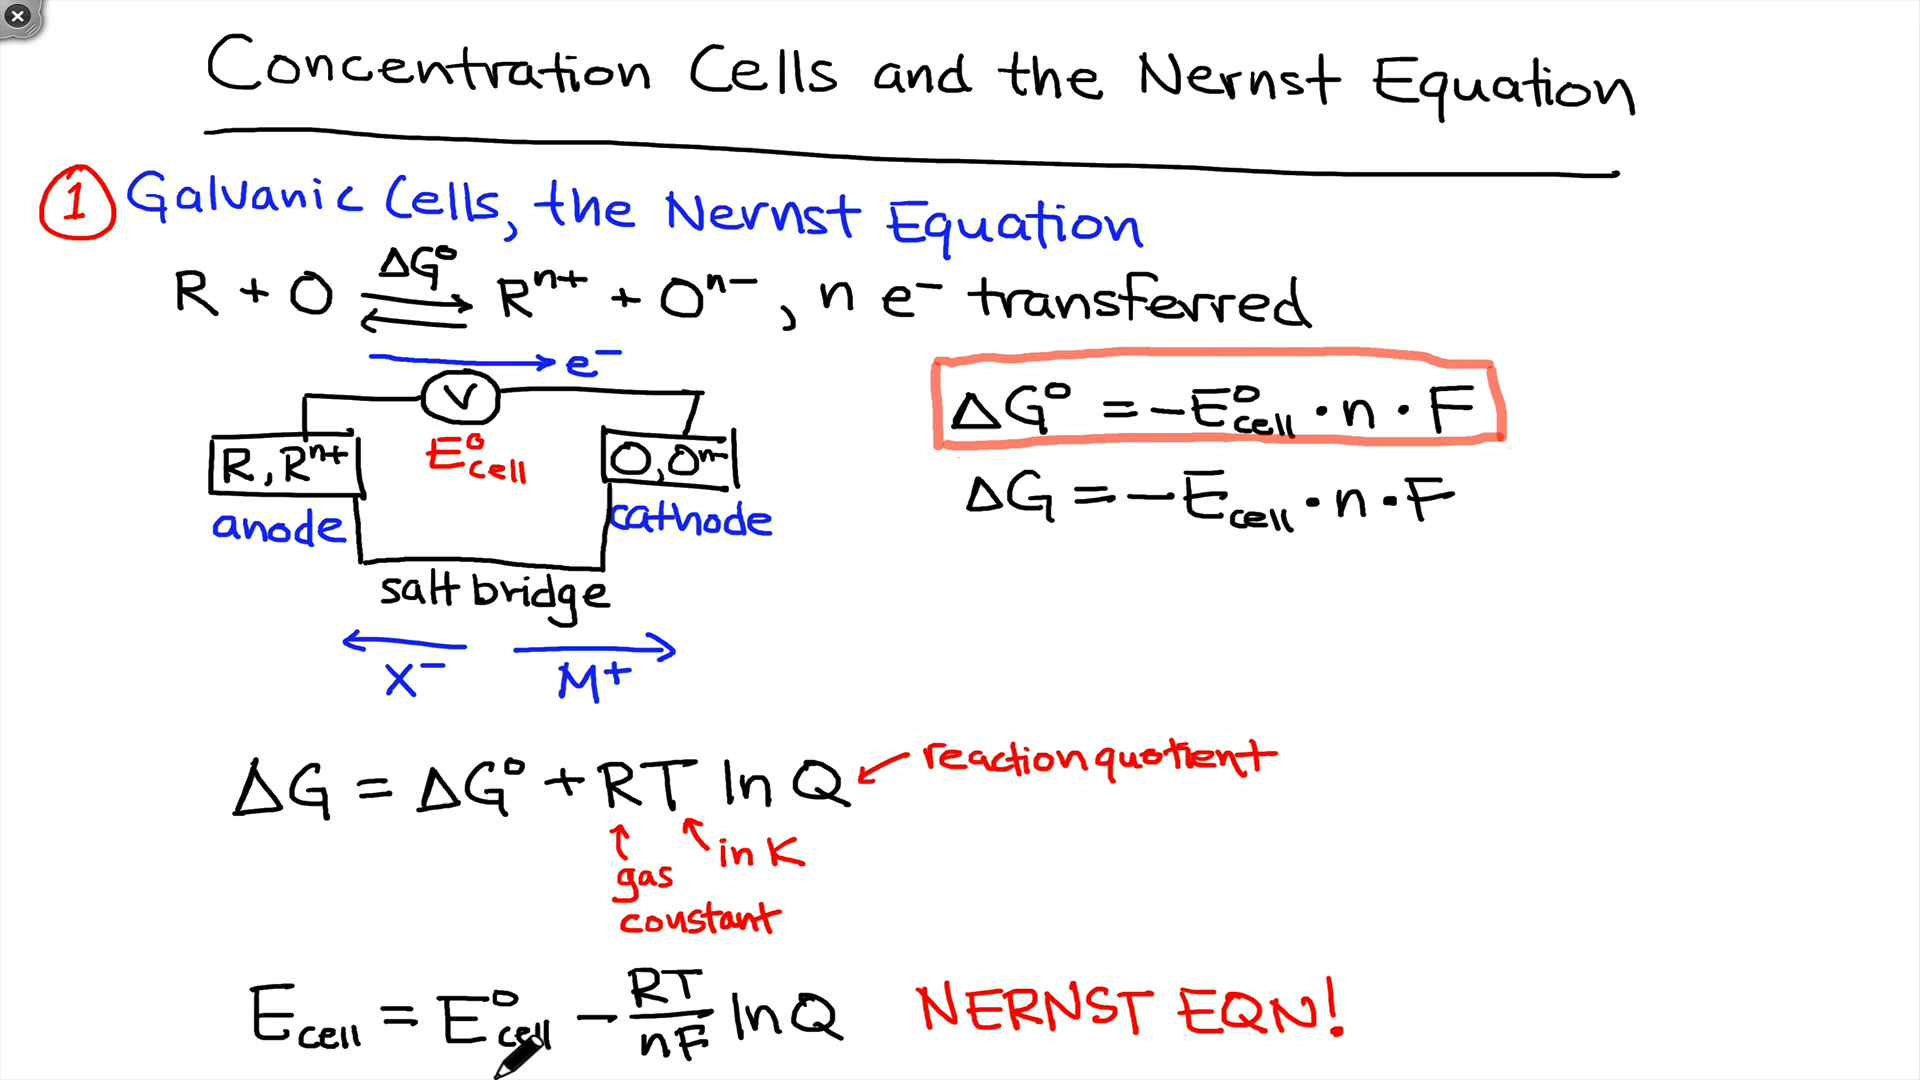 Concentration Cells and the Nernst Equation
① Galvanic Cells, the Nernst Equation
ΔG°
R + O ⇌ Rⁿ⁺ + Oⁿ⁻, n e⁻ transferred
e⁻
V
E°cell
R, Rⁿ⁺
O, Oⁿ⁻
anode
cathode
salt bridge
X⁻
M⁺
ΔG° = -E°cell · n · F
ΔG = -Ecell · n · F
ΔG = ΔG° + RT ln Q
reaction quotient
in K
gas
constant
Ecell = E°cell - RT/nF ln Q
NERNST EQN!